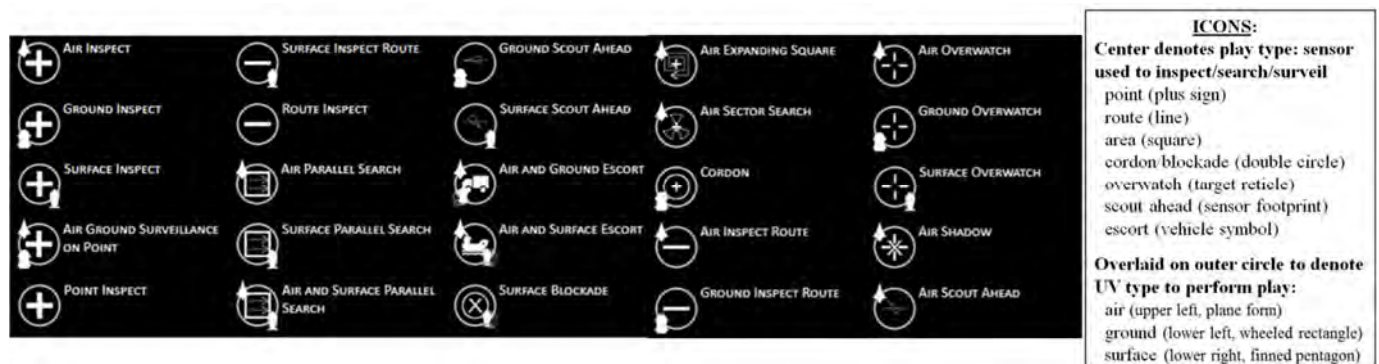 AIR INSPECT
GROUND INSPECT
SURFACE INSPECT
AIR GROUND SURVEILLANCE
ON POINT
POINT INSPECT
SURFACE INSPECT ROUTE
ROUTE INSPECT
AIR PARALLEL SEARCH
SURFACE PARALLEL SEARCH
AIR AND SURFACE PARALLEL
SEARCH
GROUND SCOUT AHEAD
SURFACE SCOUT AHEAD
AIR AND GROUND ESCORT
AIR AND SURFACE ESCORT
SURFACE BLOCKADE
AIR EXPANDING SQUARE
AIR SECTOR SEARCH
CORDON
AIR INSPECT ROUTE
GROUND INSPECT ROUTE
AIR OVERWATCH
GROUND OVERWATCH
SURFACE OVERWATCH
AIR SHADOW
AIR SCOUT AHEAD
ICONS:
Center denotes play type: sensor
used to inspect/search/surveil
point (plus sign)
route (line)
area (square)
cordon/blockade (double circle)
overwatch (target reticle)
scout ahead (sensor footprint)
escort (vehicle symbol)
Overlaid on outer circle to denote
UV type to perform play:
air (upper left, plane form)
ground (lower left, wheeled rectangle)
surface (lower right, finned pentagon)